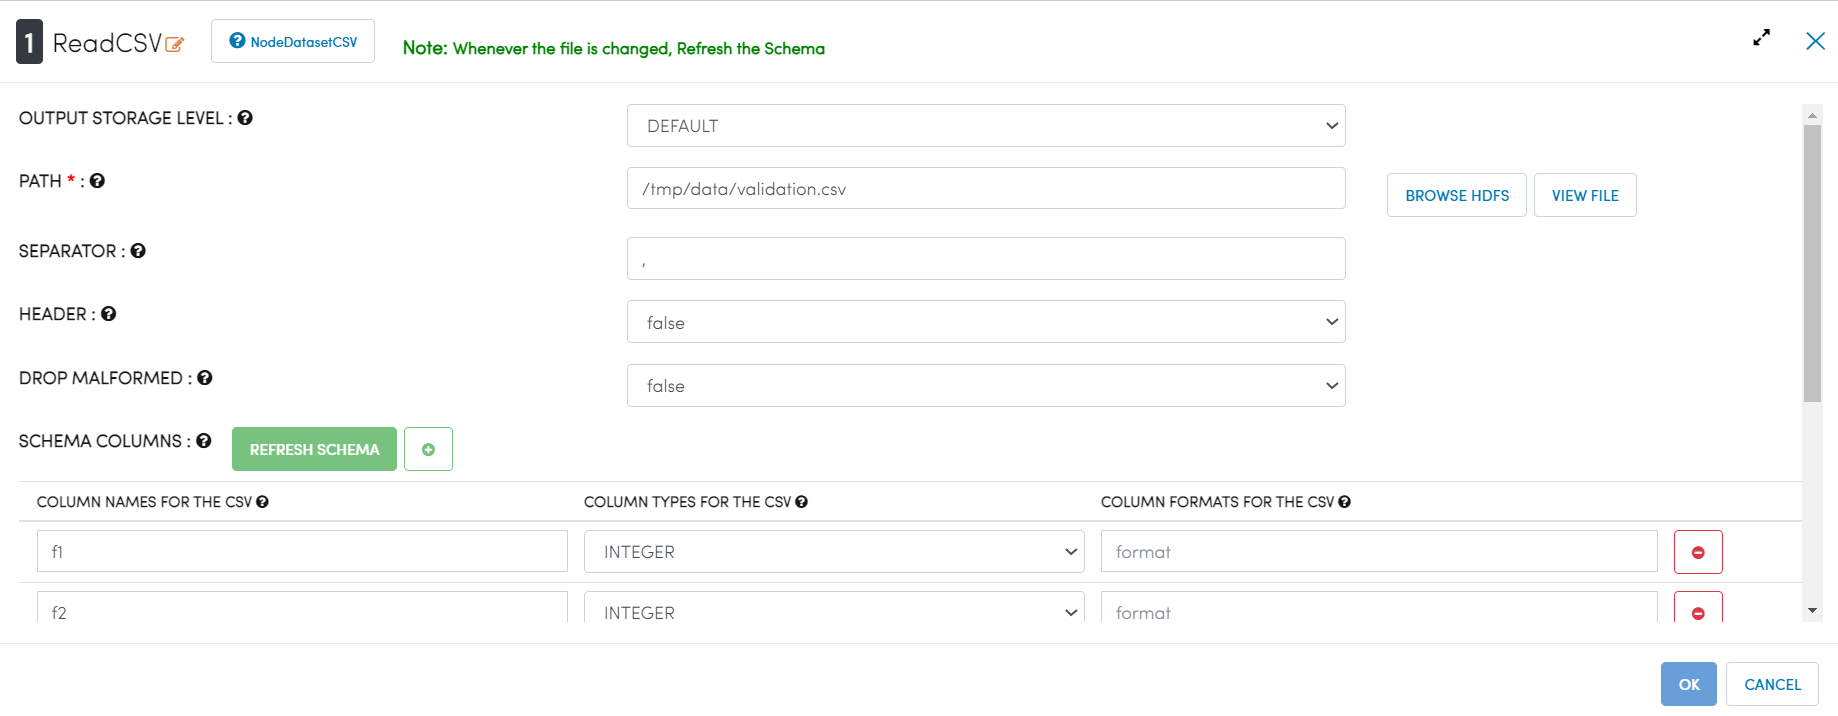 1 ReadCSV NodeDatasetCSV Note: Whenever the file is changed, Refresh the Schema
OUTPUT STORAGE LEVEL : DEFAULT
PATH * : /tmp/data/validation.csv BROWSE HDFS VIEW FILE
SEPARATOR : ,
HEADER : false
DROP MALFORMED : false
SCHEMA COLUMNS : REFRESH SCHEMA
COLUMN NAMES FOR THE CSV COLUMN TYPES FOR THE CSV COLUMN FORMATS FOR THE CSV
f1 INTEGER format
f2 INTEGER format
OK CANCEL